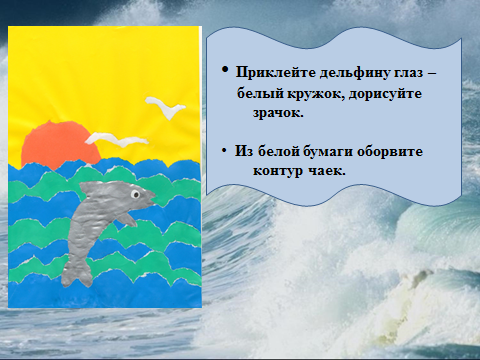 • Приклейте дельфину глаз –
белый кружок, дорисуйте
зрачок.
• Из белой бумаги оборвите
контур чаек.